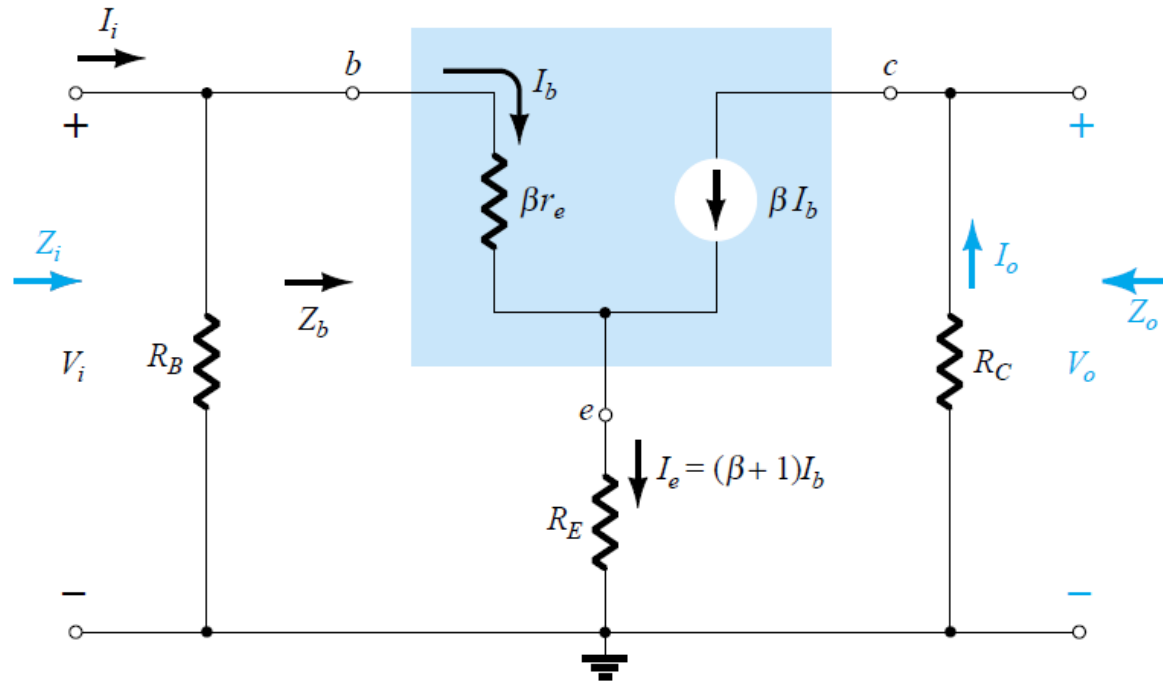 I_i
b
c
I_b
+
+
βr_e
βI_b
Z_i
I_o
Z_b
Z_o
V_i
R_B
R_C
V_o
e
I_e = (β + 1)I_b
R_E
−
−